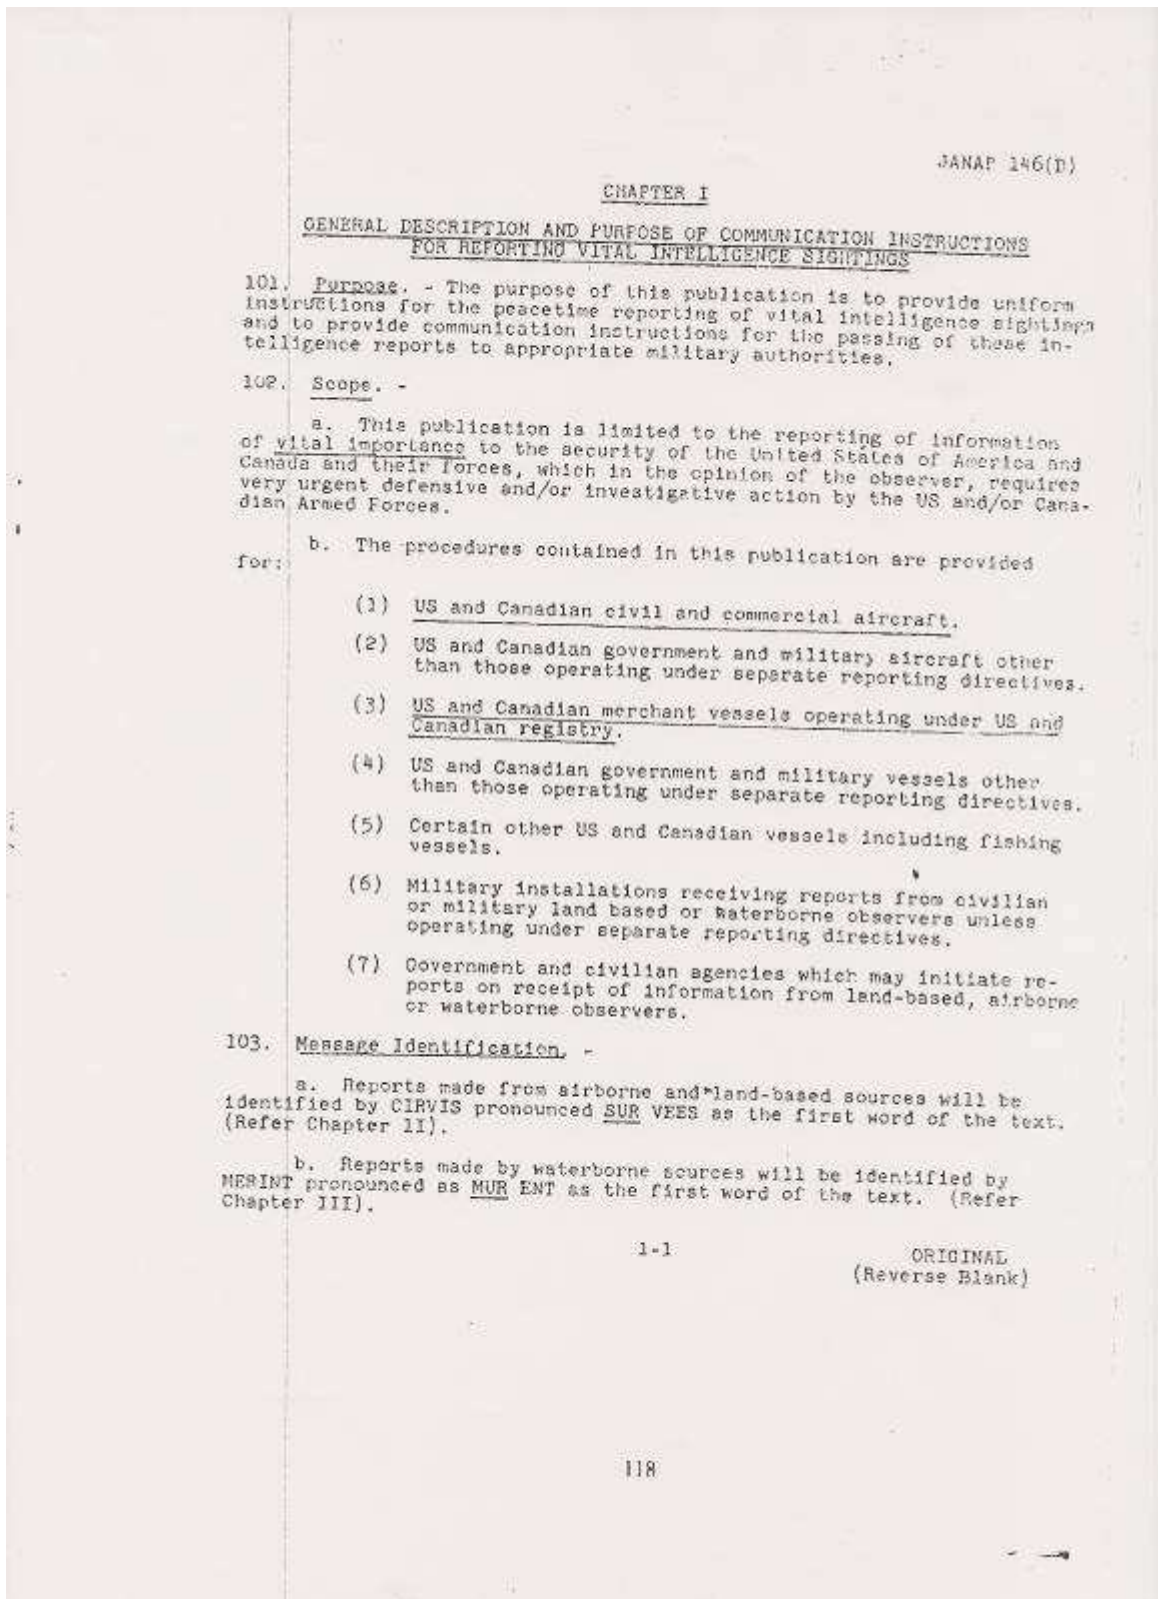 JANAP 146(D)
CHAPTER I
GENERAL DESCRIPTION AND PURPOSE OF COMMUNICATION INSTRUCTIONS
FOR REPORTING VITAL INTELLIGENCE SIGHTINGS
101. Purpose. - The purpose of this publication is to provide uniform
instructions for the peacetime reporting of vital intelligence sightings
and to provide communication instructions for the passing of these in-
telligence reports to appropriate military authorities.
102. Scope. -
a. This publication is limited to the reporting of information
of vital importance to the security of the United States of America and
Canada and their forces, which in the opinion of the observer, requires
very urgent defensive and/or investigative action by the US and/or Cana-
dian Armed Forces.
b. The procedures contained in this publication are provided
for:
(1) US and Canadian civil and commercial aircraft.
(2) US and Canadian government and military aircraft other
than those operating under separate reporting directives.
(3) US and Canadian merchant vessels operating under US and
Canadian registry.
(4) US and Canadian government and military vessels other
than those operating under separate reporting directives.
(5) Certain other US and Canadian vessels including fishing
vessels.
(6) Military installations receiving reports from civilian
or military land based or waterborne observers unless
operating under separate reporting directives.
(7) Government and civilian agencies which may initiate re-
ports on receipt of information from land-based, airborne
or waterborne observers.
103. Message Identification. -
a. Reports made from airborne and land-based sources will be
identified by CIRVIS pronounced SUR VEES as the first word of the text.
(Refer Chapter II).
b. Reports made by waterborne sources will be identified by
MERINT pronounced as MUR ENT as the first word of the text. (Refer
Chapter III).
1-1
ORIGINAL
(Reverse Blank)
118